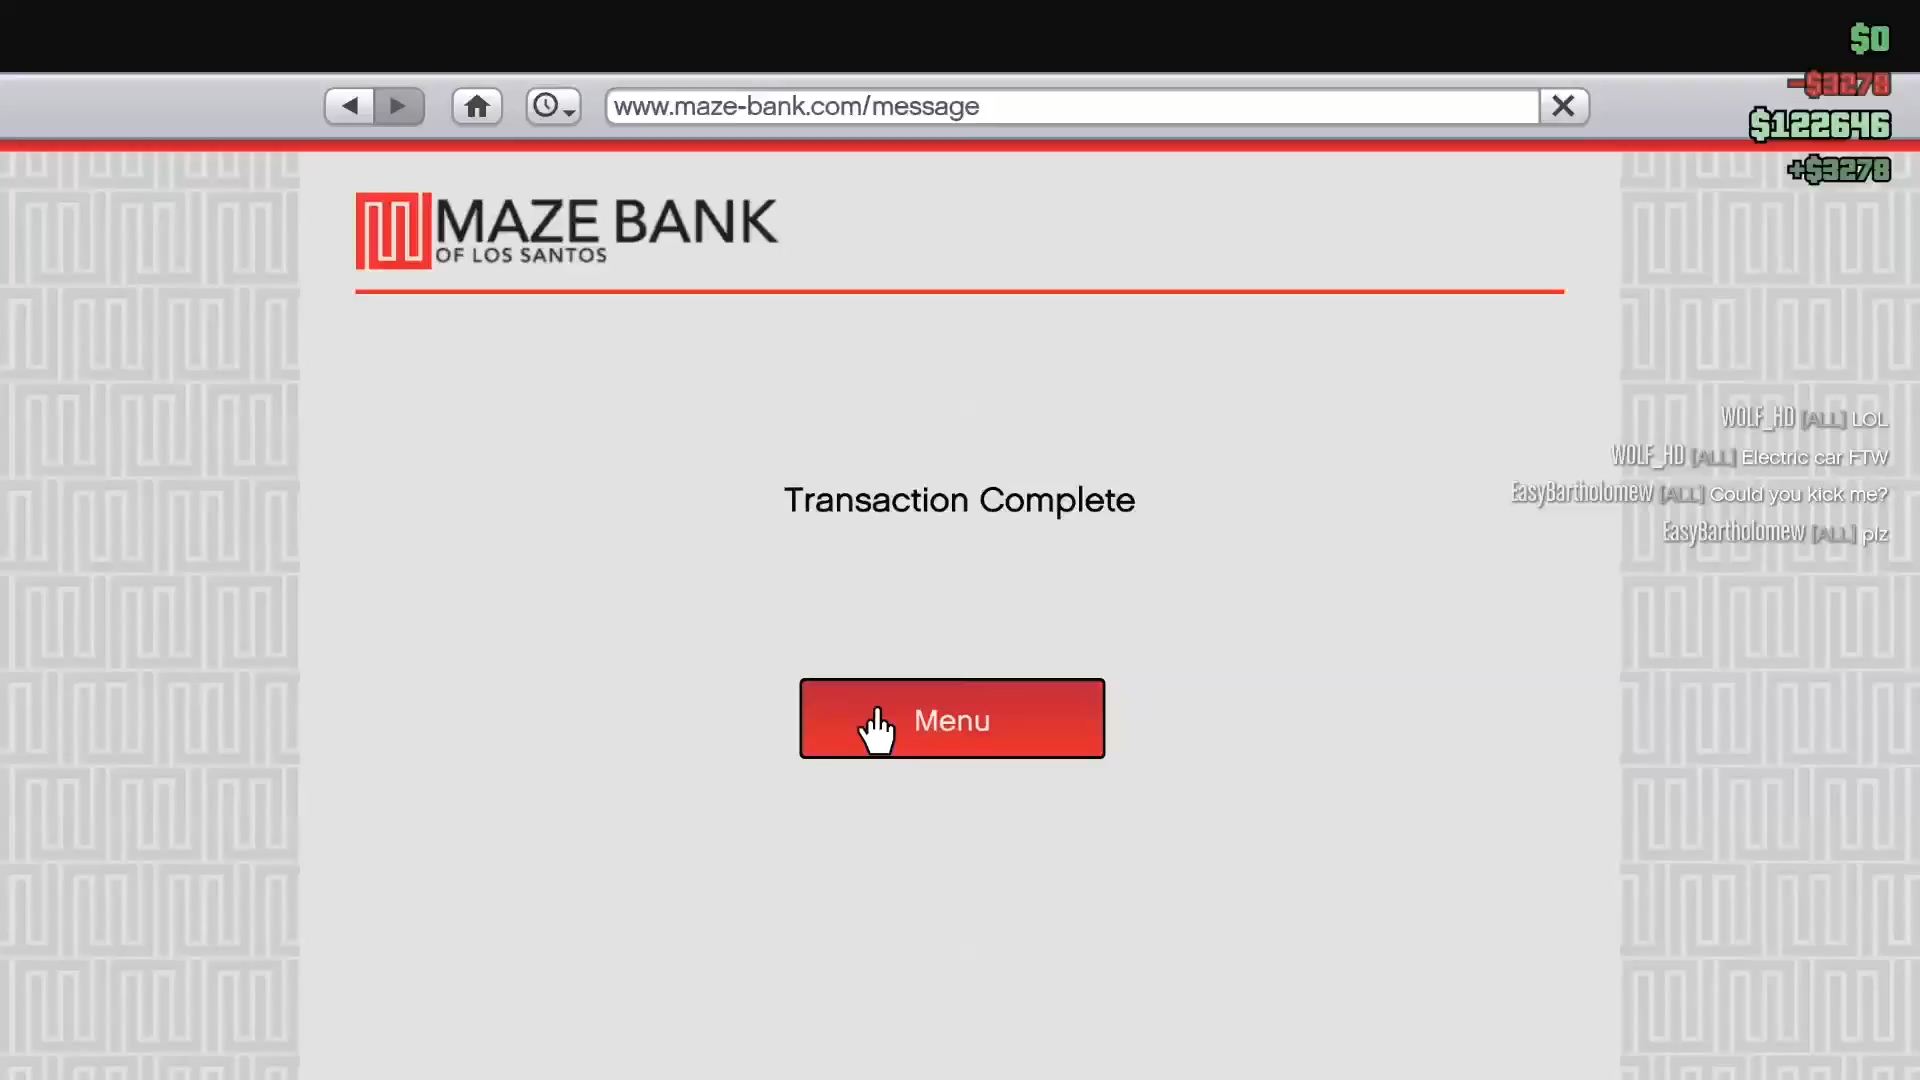 $0
-$3278
www.maze-bank.com/message
$122646
+$3278
MAZE BANK
OF LOS SANTOS
WOLF_HD [ALL] LOL
WOLF_HD [ALL] Electric car FTW
EasyBartholomew [ALL] Could you kick me?
Transaction Complete
EasyBartholomew [ALL] plz
Menu